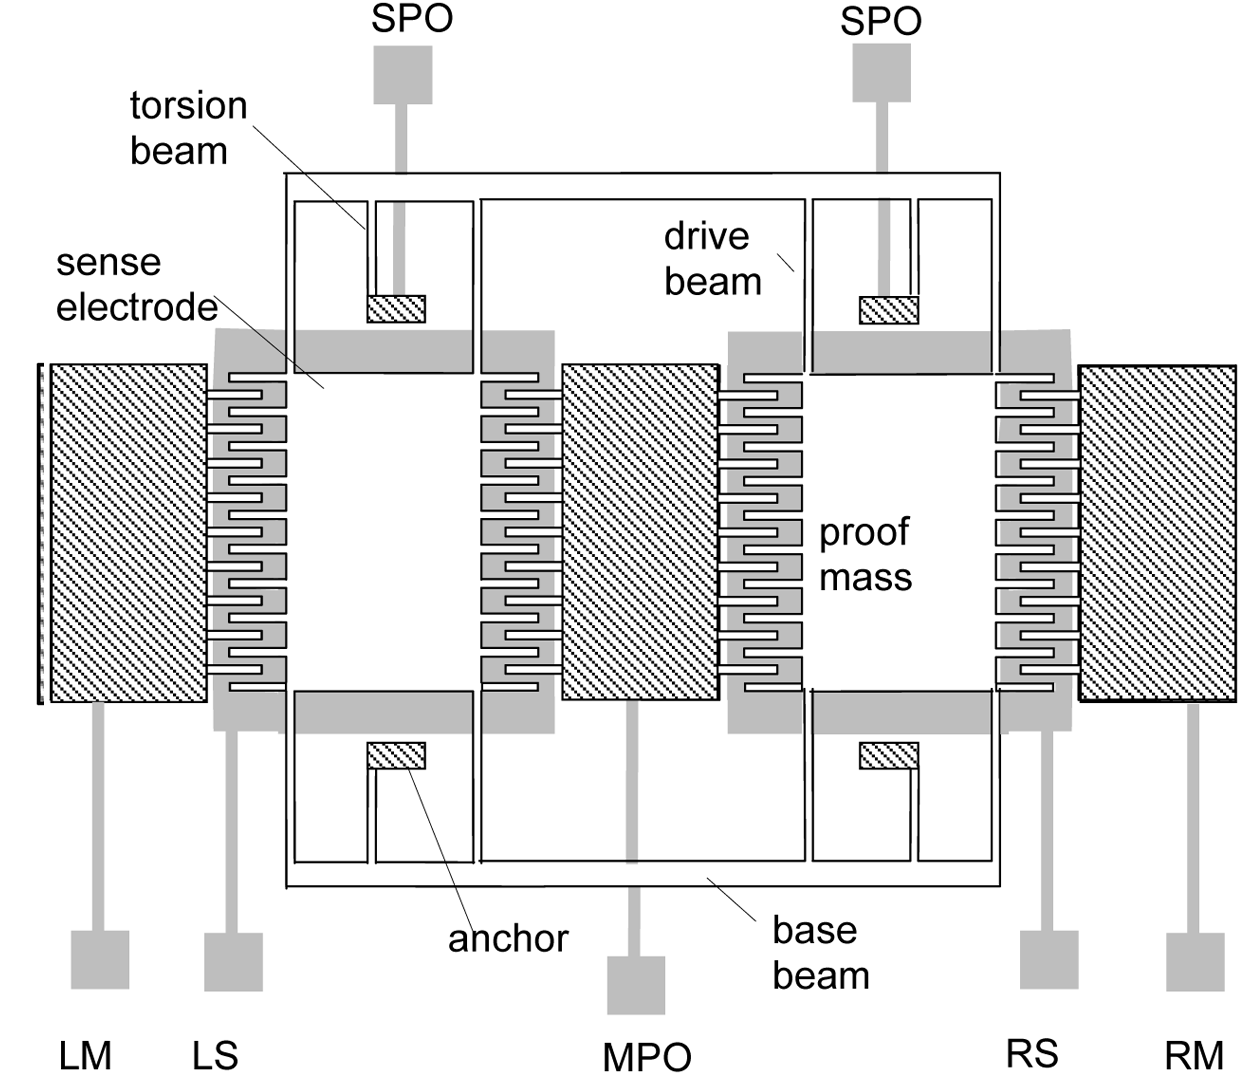 SPO
SPO
torsion
beam
drive
beam
sense
electrode
proof
mass
anchor
base
beam
LM
LS
MPO
RS
RM